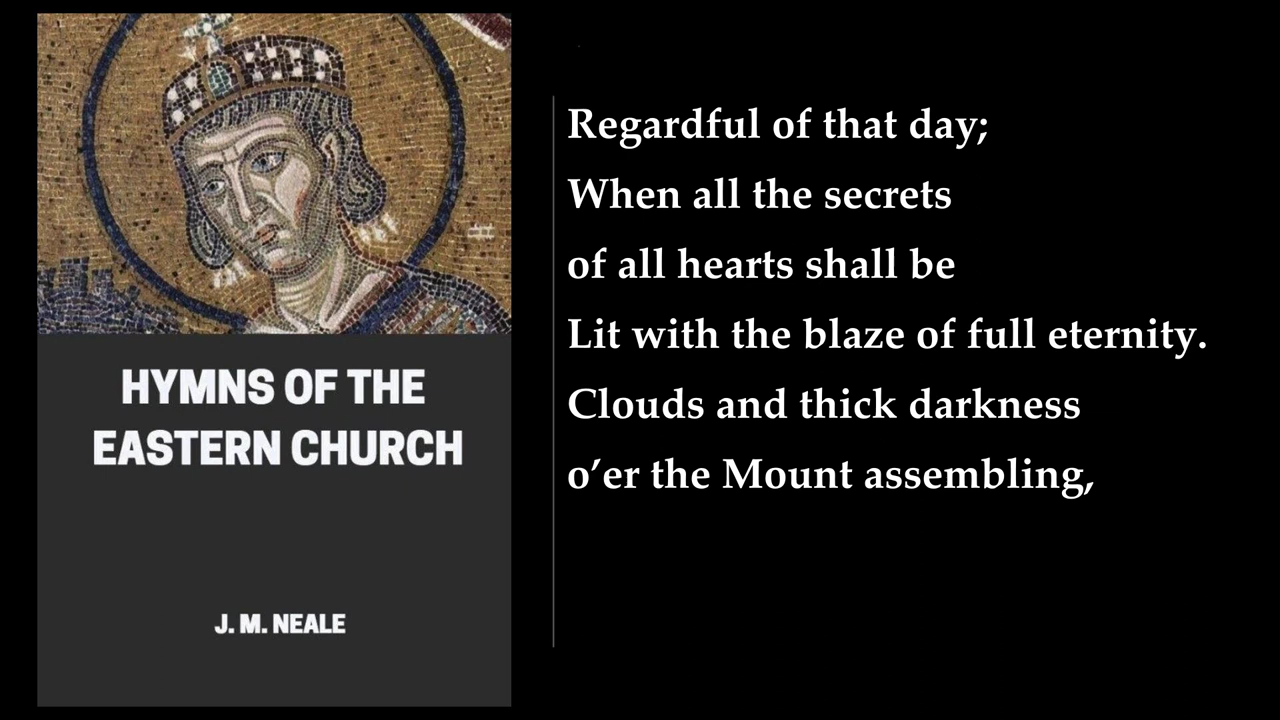 HYMNS OF THE
EASTERN CHURCH
J. M. NEALE
Regardful of that day;
When all the secrets
of all hearts shall be
Lit with the blaze of full eternity.
Clouds and thick darkness
o’er the Mount assembling,